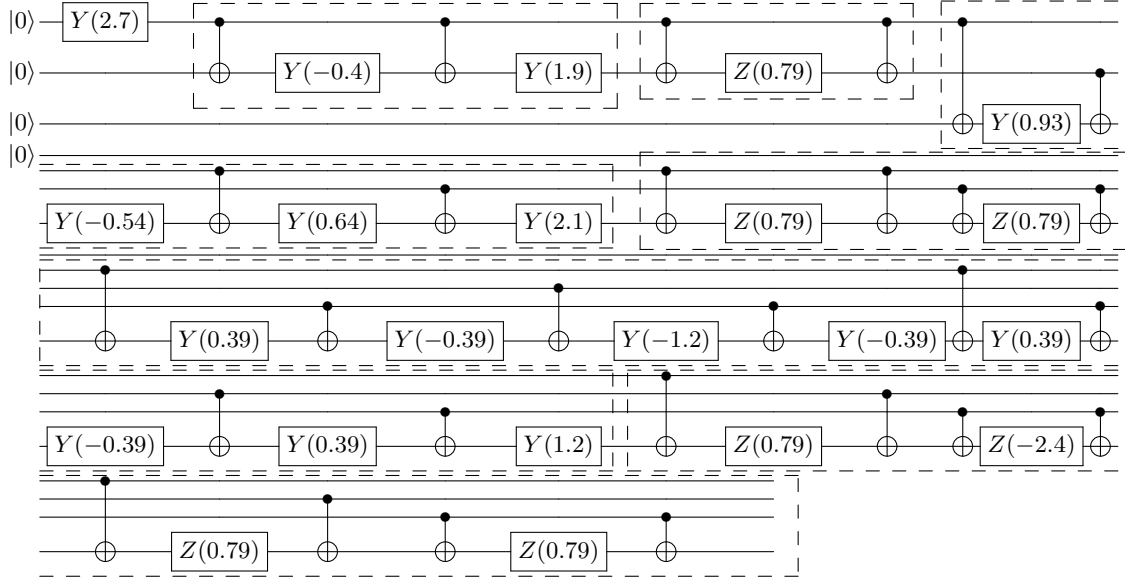 |0⟩ Y(2.7)
|0⟩ Y(−0.4) Y(1.9) Z(0.79)
|0⟩ Y(0.93)
|0⟩
Y(−0.54) Y(0.64) Y(2.1) Z(0.79) Z(0.79)
Y(0.39) Y(−0.39) Y(−1.2) Y(−0.39) Y(0.39)
Y(−0.39) Y(0.39) Y(1.2) Z(0.79) Z(−2.4)
Z(0.79) Z(0.79)